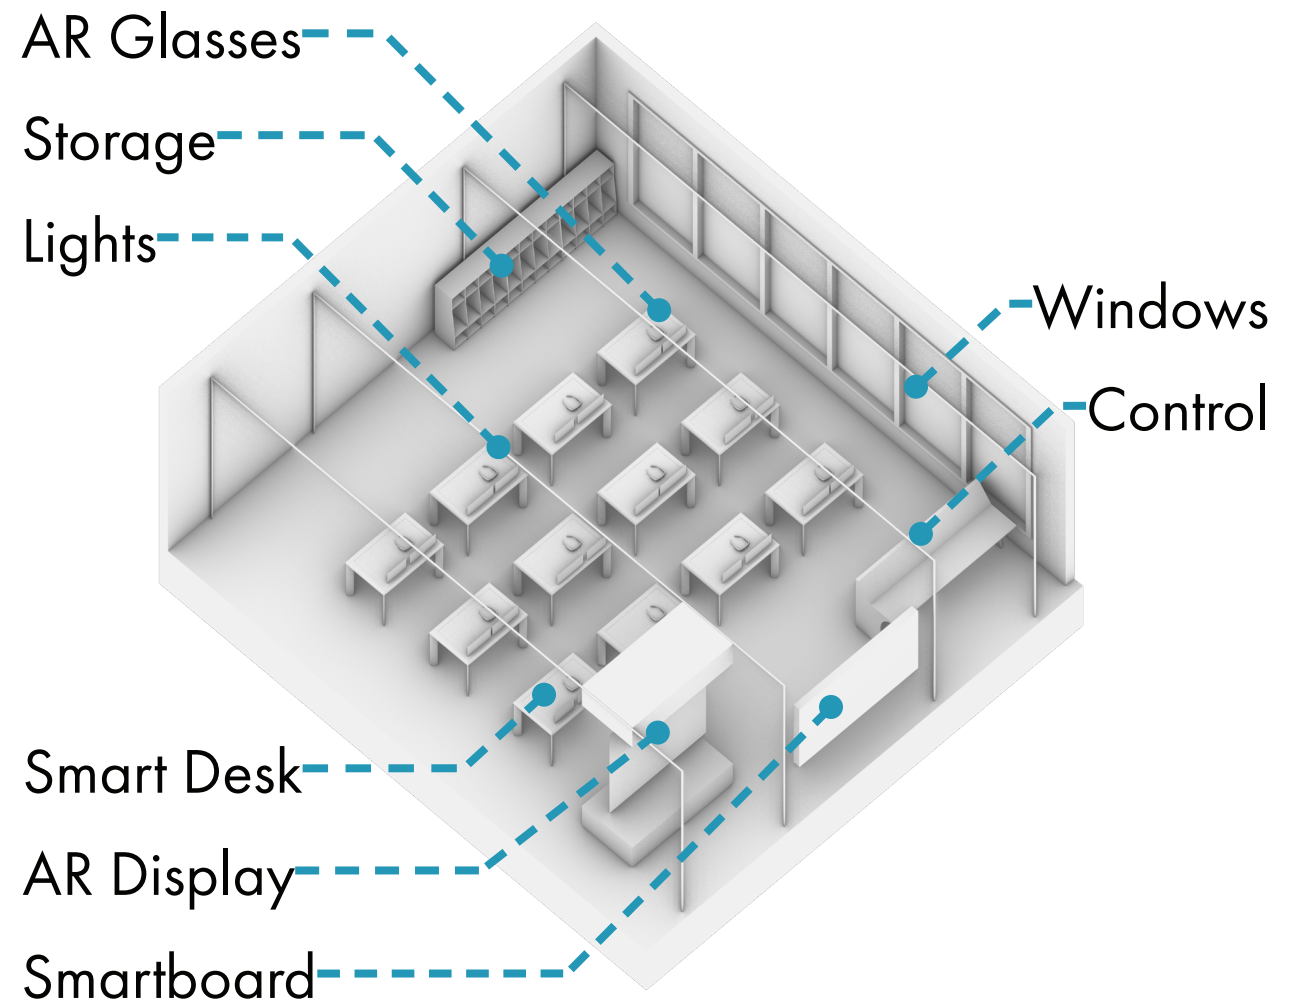 AR Glasses
Storage
Lights
Windows
Control
Smart Desk
AR Display
Smartboard